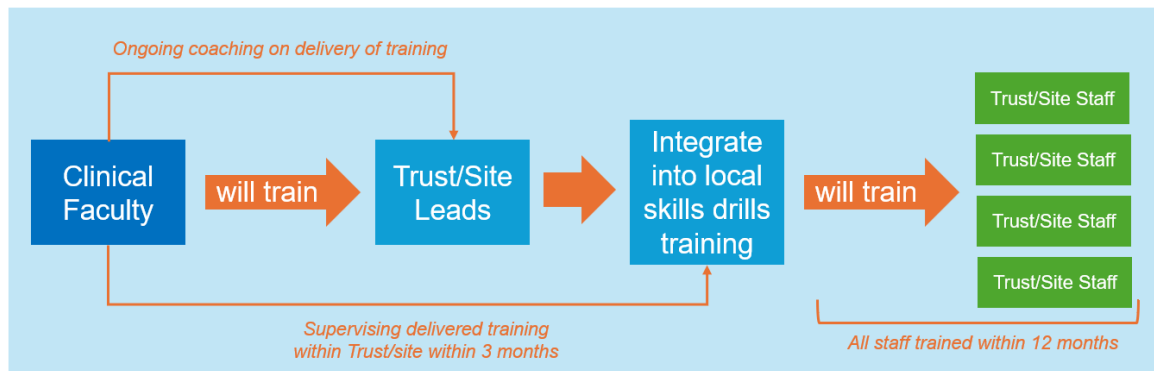 Ongoing coaching on delivery of training
Clinical
Faculty
will train
Trust/Site
Leads
Integrate
into local
skills drills
training
will train
Trust/Site Staff
Trust/Site Staff
Trust/Site Staff
Trust/Site Staff
Supervising delivered training
within Trust/site within 3 months
All staff trained within 12 months